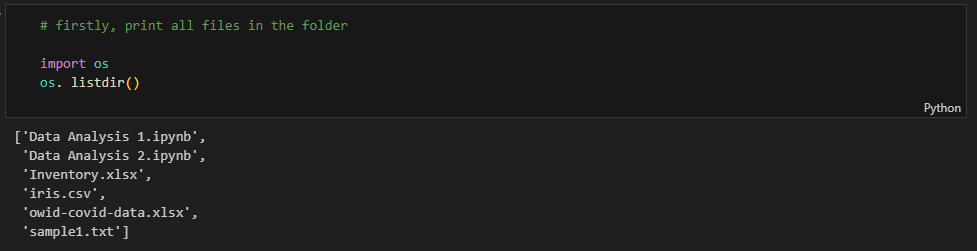 # firstly, print all files in the folder
import os
os. listdir()
Python
['Data Analysis 1.ipynb',
'Data Analysis 2.ipynb',
'Inventory.xlsx',
'iris.csv',
'owid-covid-data.xlsx',
'sample1.txt']